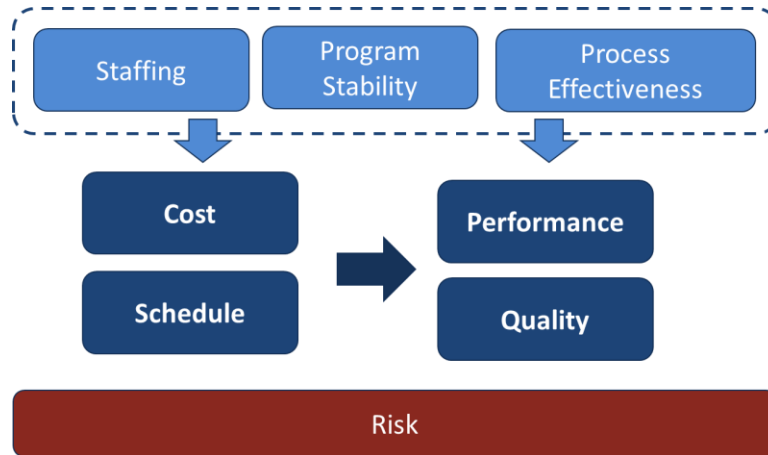 Staffing
Program
Stability
Process
Effectiveness
Cost
Performance
Schedule
Quality
Risk